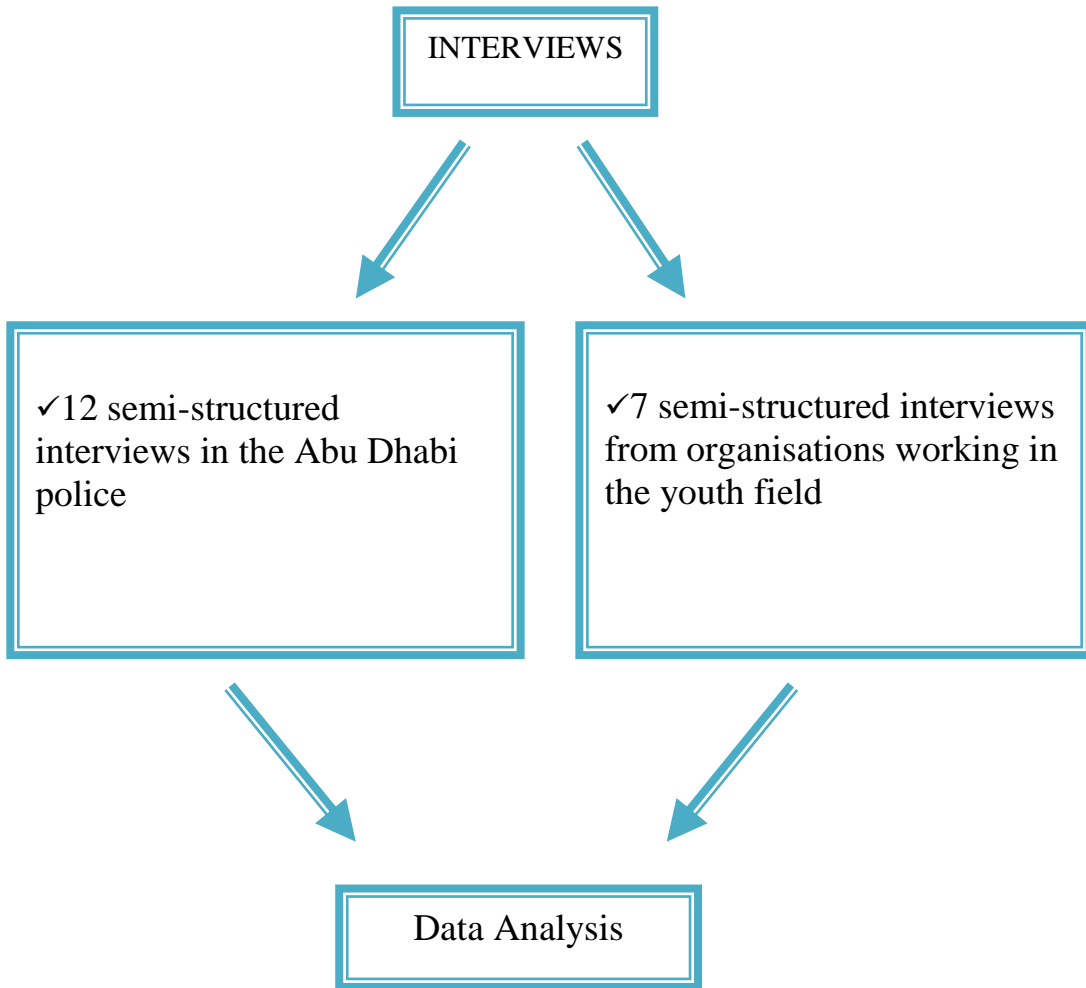 INTERVIEWS
✓12 semi-structured
interviews in the Abu Dhabi
police
✓7 semi-structured interviews
from organisations working in
the youth field
Data Analysis